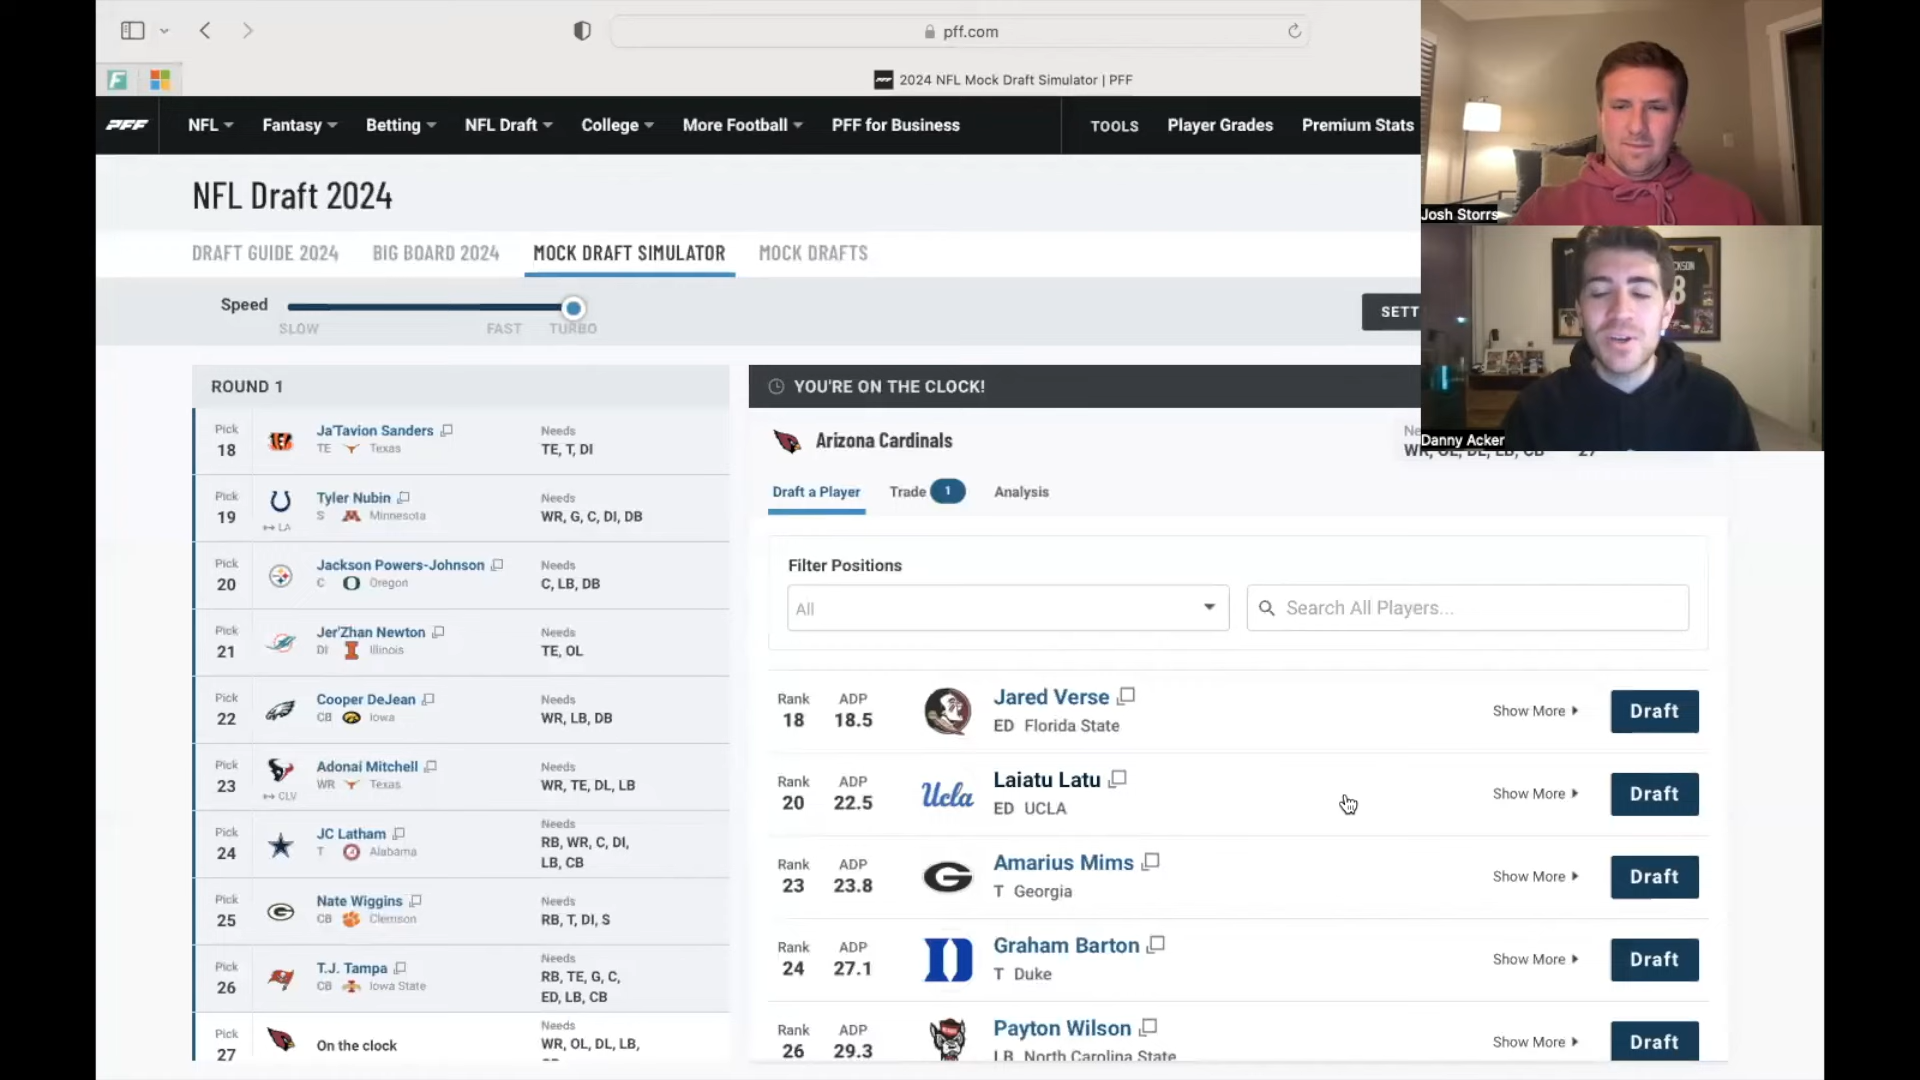 pff.com
2024 NFL Mock Draft Simulator | PFF
PFF
NFL
Fantasy
Betting
NFL Draft
College
More Football
PFF for Business
TOOLS
Player Grades
Premium Stats
Josh Storrs
NFL Draft 2024
DRAFT GUIDE 2024
BIG BOARD 2024
MOCK DRAFT SIMULATOR
MOCK DRAFTS
Speed
SLOW
FAST
TURBO
SETT
Danny Acker
ROUND 1
Pick 18
Ja'Tavion Sanders
TE Texas
Needs
TE, T, DI
Pick 19
LA
Tyler Nubin
S Minnesota
Needs
WR, G, C, DI, DB
Pick 20
Jackson Powers-Johnson
C Oregon
Needs
C, LB, DB
Pick 21
Jer'Zhan Newton
DI Illinois
Needs
TE, OL
Pick 22
Cooper DeJean
CB Iowa
Needs
WR, LB, DB
Pick 23
CLV
Adonai Mitchell
WR Texas
Needs
WR, TE, DL, LB
Pick 24
JC Latham
T Alabama
Needs
RB, WR, C, DI,
LB, CB
Pick 25
Nate Wiggins
CB Clemson
Needs
RB, T, DI, S
Pick 26
T.J. Tampa
CB Iowa State
Needs
RB, TE, G, C,
ED, LB, CB
Pick 27
On the clock
Needs
WR, OL, DL, LB,
YOU'RE ON THE CLOCK!
Arizona Cardinals
WR, OL, DL, LB, CB 27
Draft a Player
Trade 1
Analysis
Filter Positions
All
Search All Players...
Rank 18
ADP 18.5
Jared Verse
ED Florida State
Show More
Draft
Rank 20
ADP 22.5
Ucla
Laiatu Latu
ED UCLA
Show More
Draft
Rank 23
ADP 23.8
G
Amarius Mims
T Georgia
Show More
Draft
Rank 24
ADP 27.1
D
Graham Barton
T Duke
Show More
Draft
Rank 26
ADP 29.3
Payton Wilson
LB North Carolina State
Show More
Draft